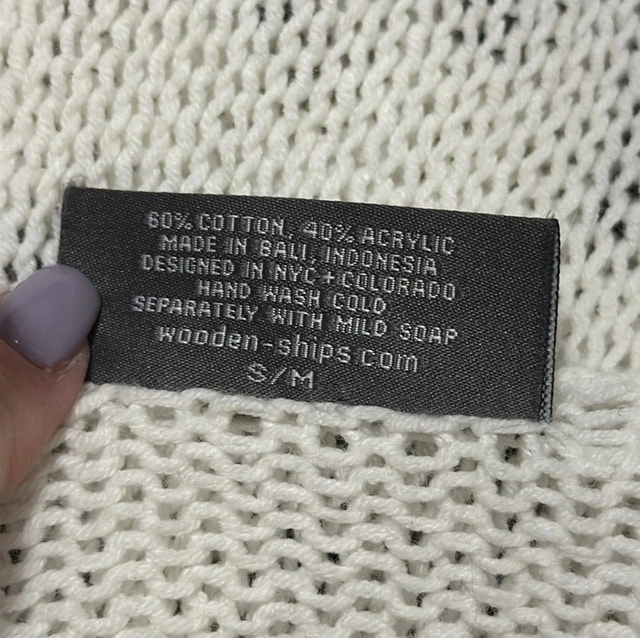 60% COTTON, 40% ACRYLIC
MADE IN BALI, INDONESIA
DESIGNED IN NYC + COLORADO
HAND WASH COLD
SEPARATELY WITH MILD SOAP
wooden-ships.com
S/M